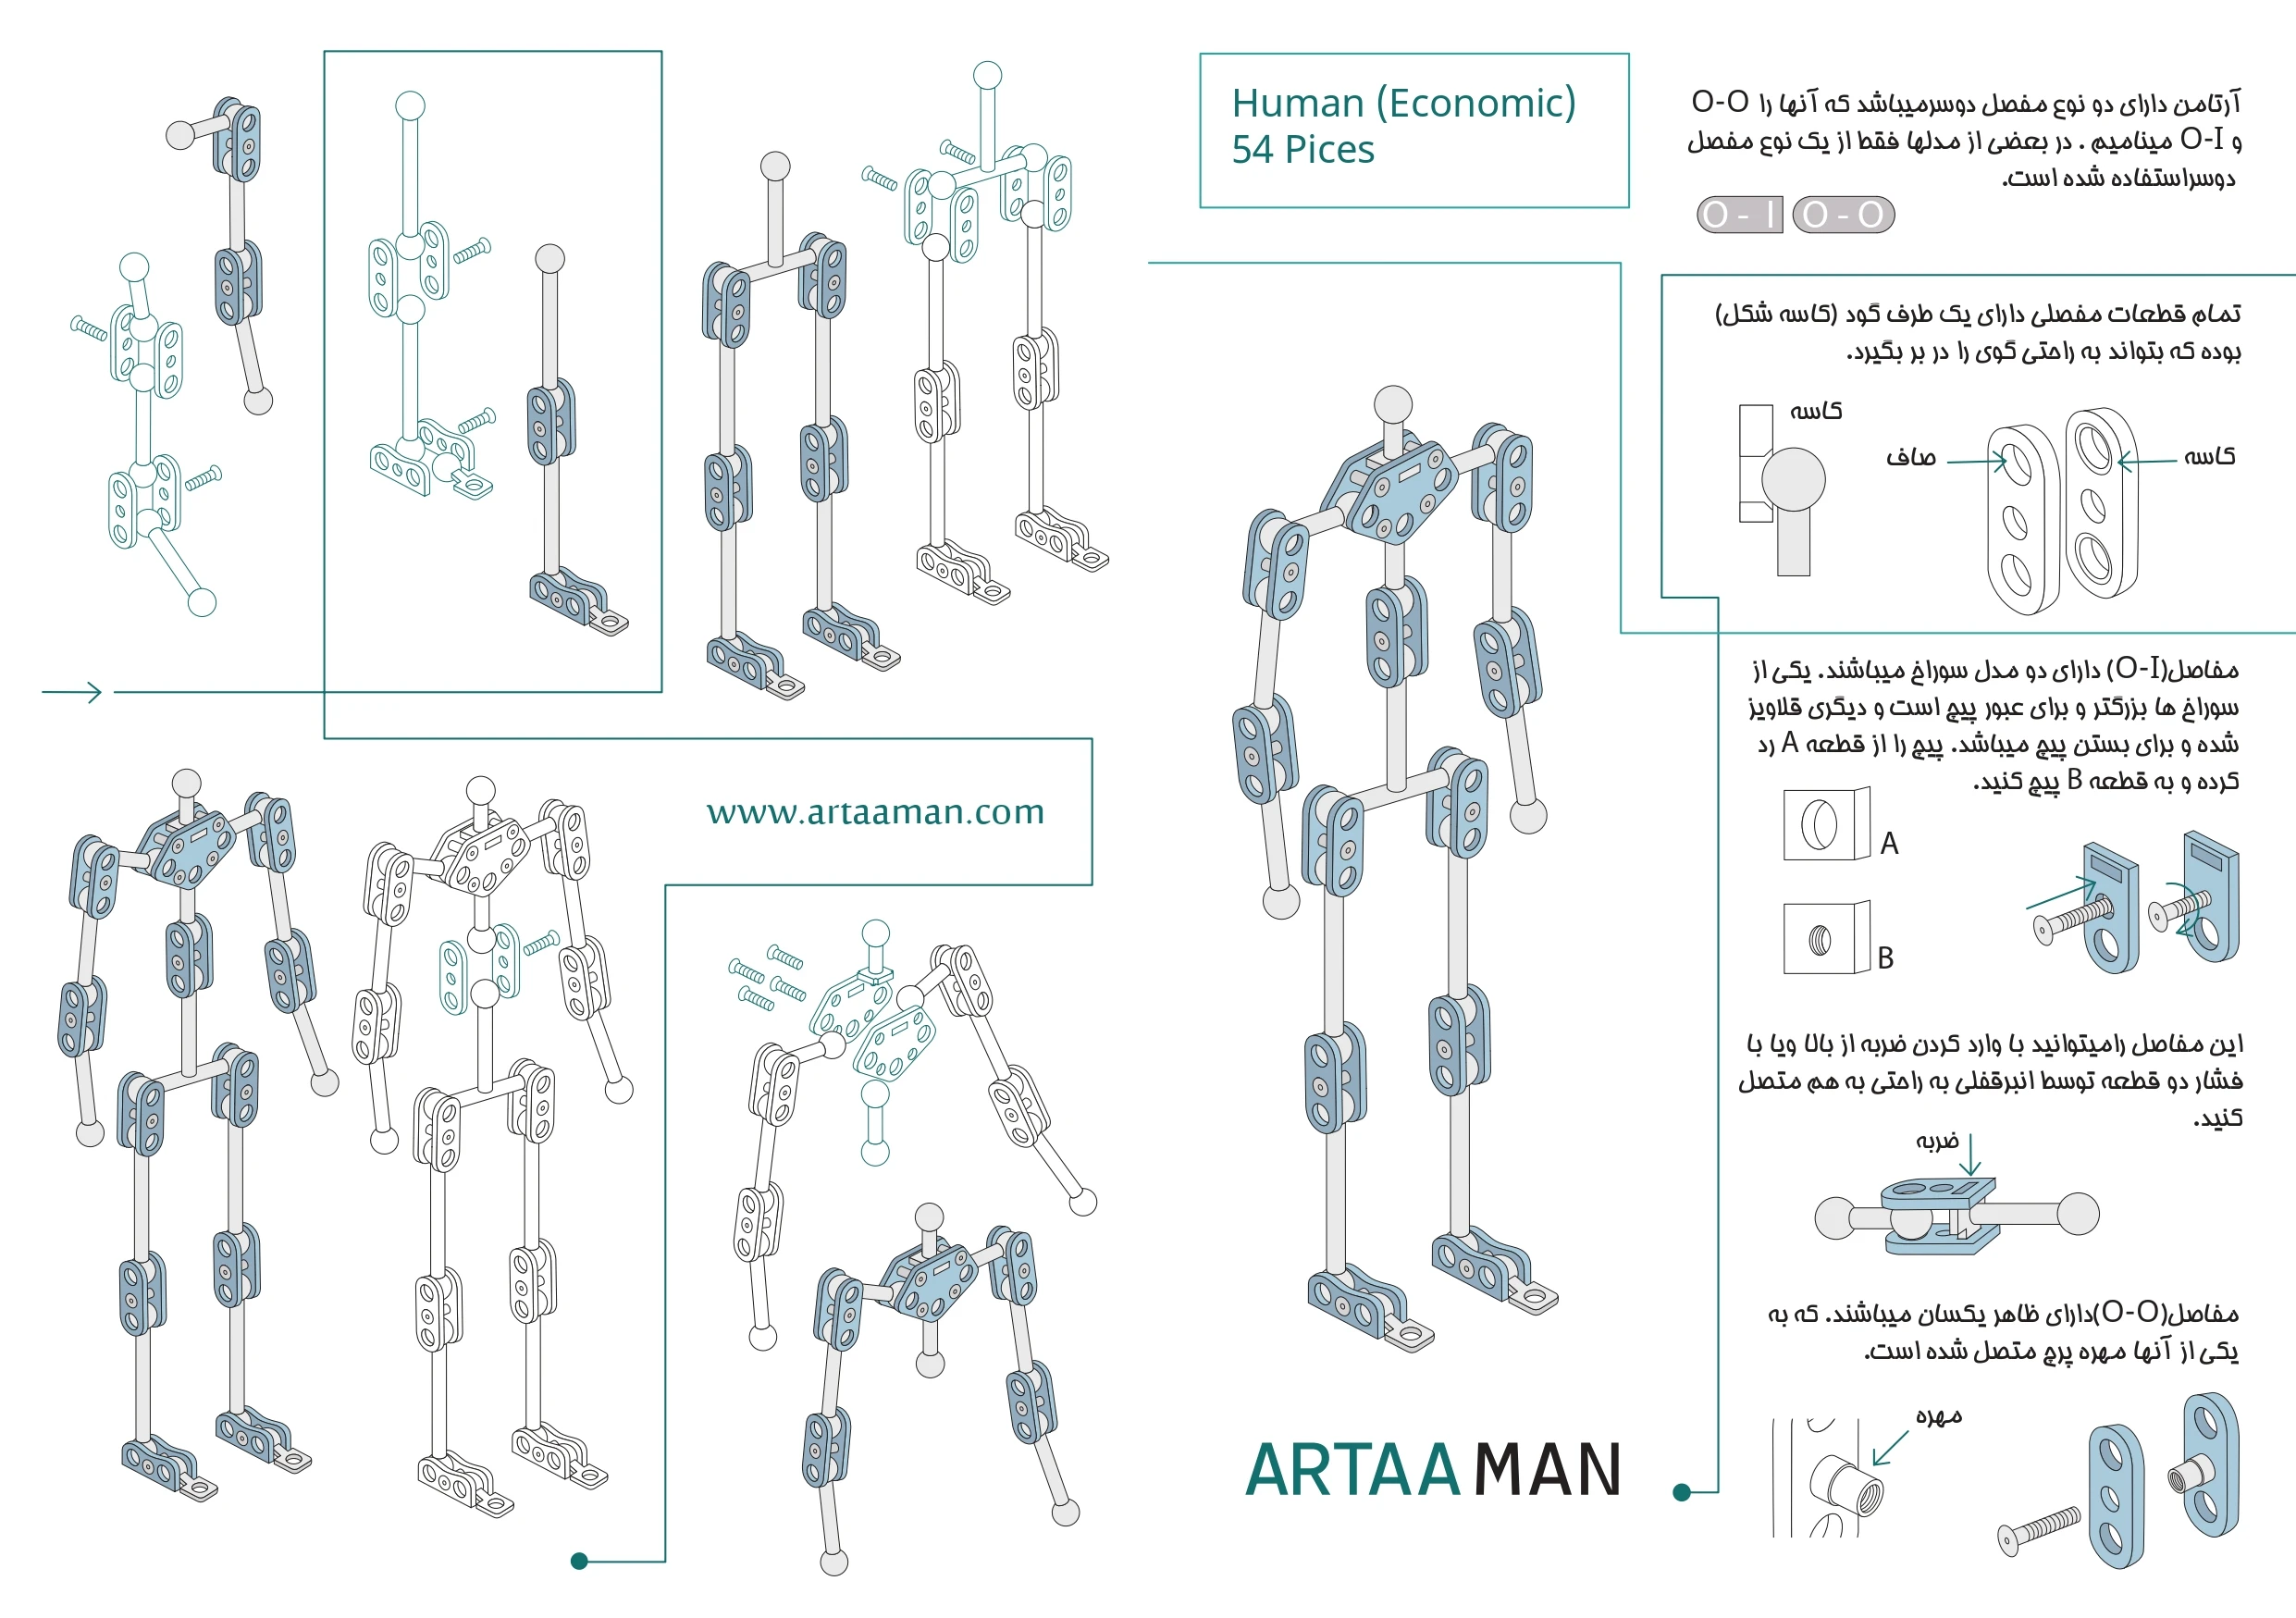 Human (Economic)
54 Pices
آرتامن دارای دو نوع مفصل دوسرمیباشد که آنها را O-O
و O-I مینامیم . در بعضی از مدلها فقط از یک نوع مفصل
دوسراستفاده شده است.
O - I
O - O
تمام قطعات مفصلی دارای یک طرف گود (کاسه شکل)
بوده که بتواند به راحتی گوی را در بر بگیرد.
کاسه
صاف
کاسه
مفاصل(O-I) دارای دو مدل سوراخ میباشند. یکی از
سوراخ ها بزرگتر و برای عبور پیچ است و دیگری قلاویز
شده و برای بستن پیچ میباشد. پیچ را از قطعه A رد
کرده و به قطعه B پیچ کنید.
A
B
این مفاصل رامیتوانید با وارد کردن ضربه از بالا ویا با
فشار دو قطعه توسط انبرقفلی به راحتی به هم متصل
کنید.
ضربه
مفاصل(O-O)دارای ظاهر یکسان میباشند. که به
یکی از آنها مهره پرچ متصل شده است.
مهره
www.artaaman.com
ARTAAMAN